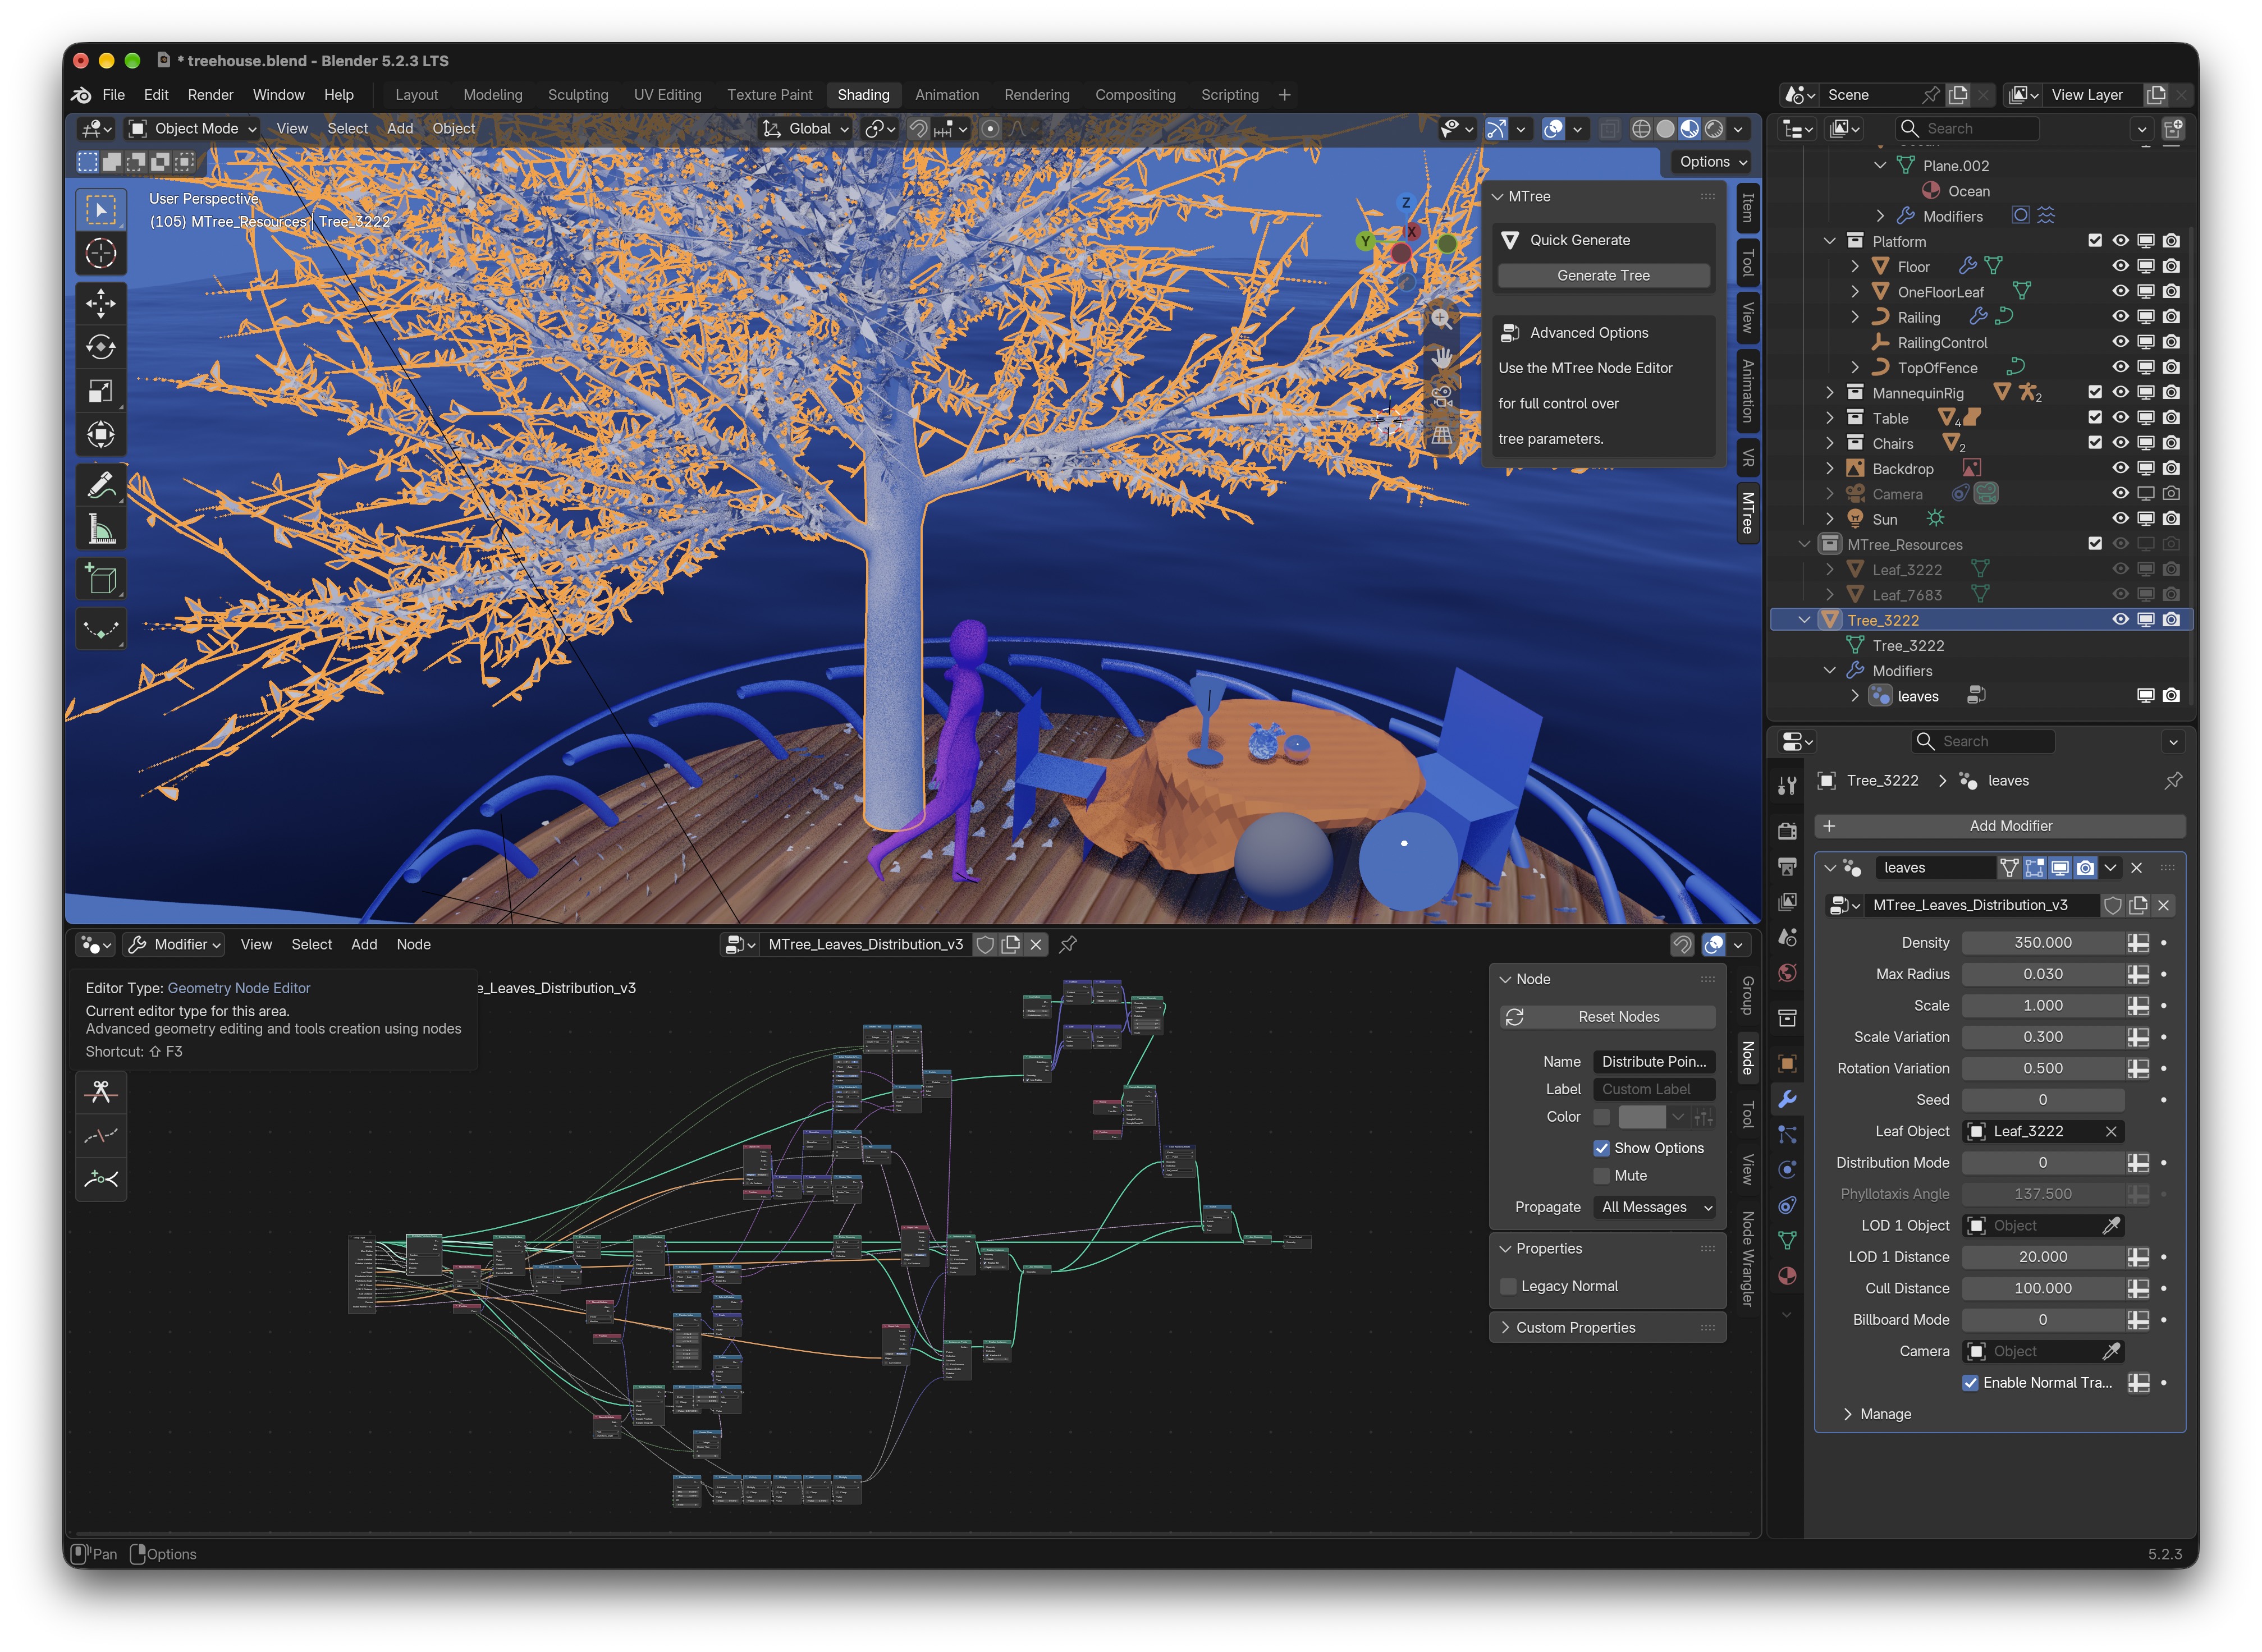 * treehouse.blend - Blender 5.2.3 LTS
File Edit Render Window Help Layout Modeling Sculpting UV Editing Texture Paint Shading Animation Rendering Compositing Scripting Scene View Layer
Object Mode View Select Add Object Global Search
Options
User Perspective
(105) MTree_Resources | Tree_3222
Z
Y
X
MTree
Quick Generate
Generate Tree
Advanced Options
Use the MTree Node Editor
for full control over
tree parameters.
Item
Tool
View
Animation
VR
MTree
Plane.002
Ocean
Modifiers
Platform
Floor
OneFloorLeaf
Railing
RailingControl
TopOfFence
MannequinRig 2
Table 4
Chairs 2
Backdrop
Camera
Sun
MTree_Resources
Leaf_3222
Leaf_7683
Tree_3222
Tree_3222
Modifiers
leaves
Search
Tree_3222 leaves
Add Modifier
leaves
MTree_Leaves_Distribution_v3
Density 350.000
Max Radius 0.030
Scale 1.000
Scale Variation 0.300
Rotation Variation 0.500
Seed 0
Leaf Object Leaf_3222
Distribution Mode 0
Phyllotaxis Angle 137.500
LOD 1 Object Object
LOD 1 Distance 20.000
Cull Distance 100.000
Billboard Mode 0
Camera Object
Enable Normal Tra...
Manage
Modifier View Select Add Node MTree_Leaves_Distribution_v3
Editor Type: Geometry Node Editor
Current editor type for this area.
Advanced geometry editing and tools creation using nodes
Shortcut: ⇧ F3
e_Leaves_Distribution_v3
Node
Reset Nodes
Name Distribute Poin...
Label Custom Label
Color
Show Options
Mute
Propagate All Messages
Properties
Legacy Normal
Custom Properties
Group
Node
Tool
View
Node Wrangler
Pan Options 5.2.3